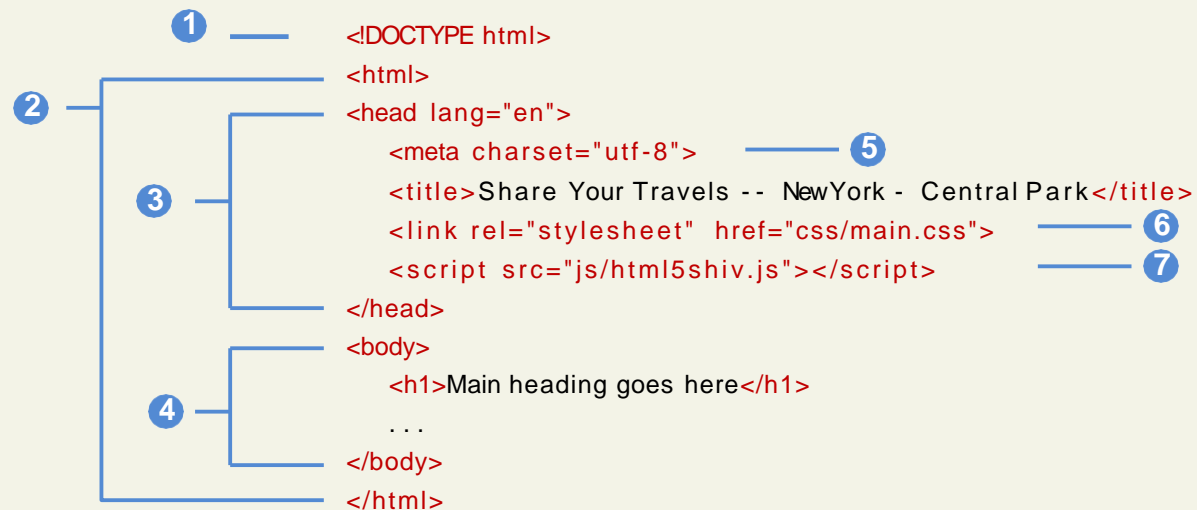 1 <!DOCTYPE html>
<html>
2 <head lang="en">
<meta charset="utf-8"> 5
3 <title>Share Your Travels -- NewYork - Central Park</title>
<link rel="stylesheet" href="css/main.css"> 6
<script src="js/html5shiv.js"></script> 7
</head>
<body>
<h1>Main heading goes here</h1>
4 ...
</body>
</html>